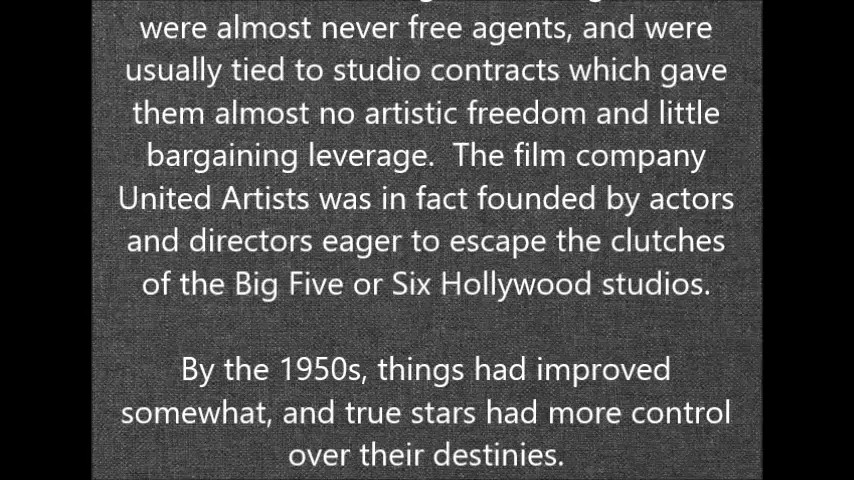 were almost never free agents, and were
usually tied to studio contracts which gave
them almost no artistic freedom and little
bargaining leverage.  The film company
United Artists was in fact founded by actors
and directors eager to escape the clutches
of the Big Five or Six Hollywood studios.
By the 1950s, things had improved
somewhat, and true stars had more control
over their destinies.